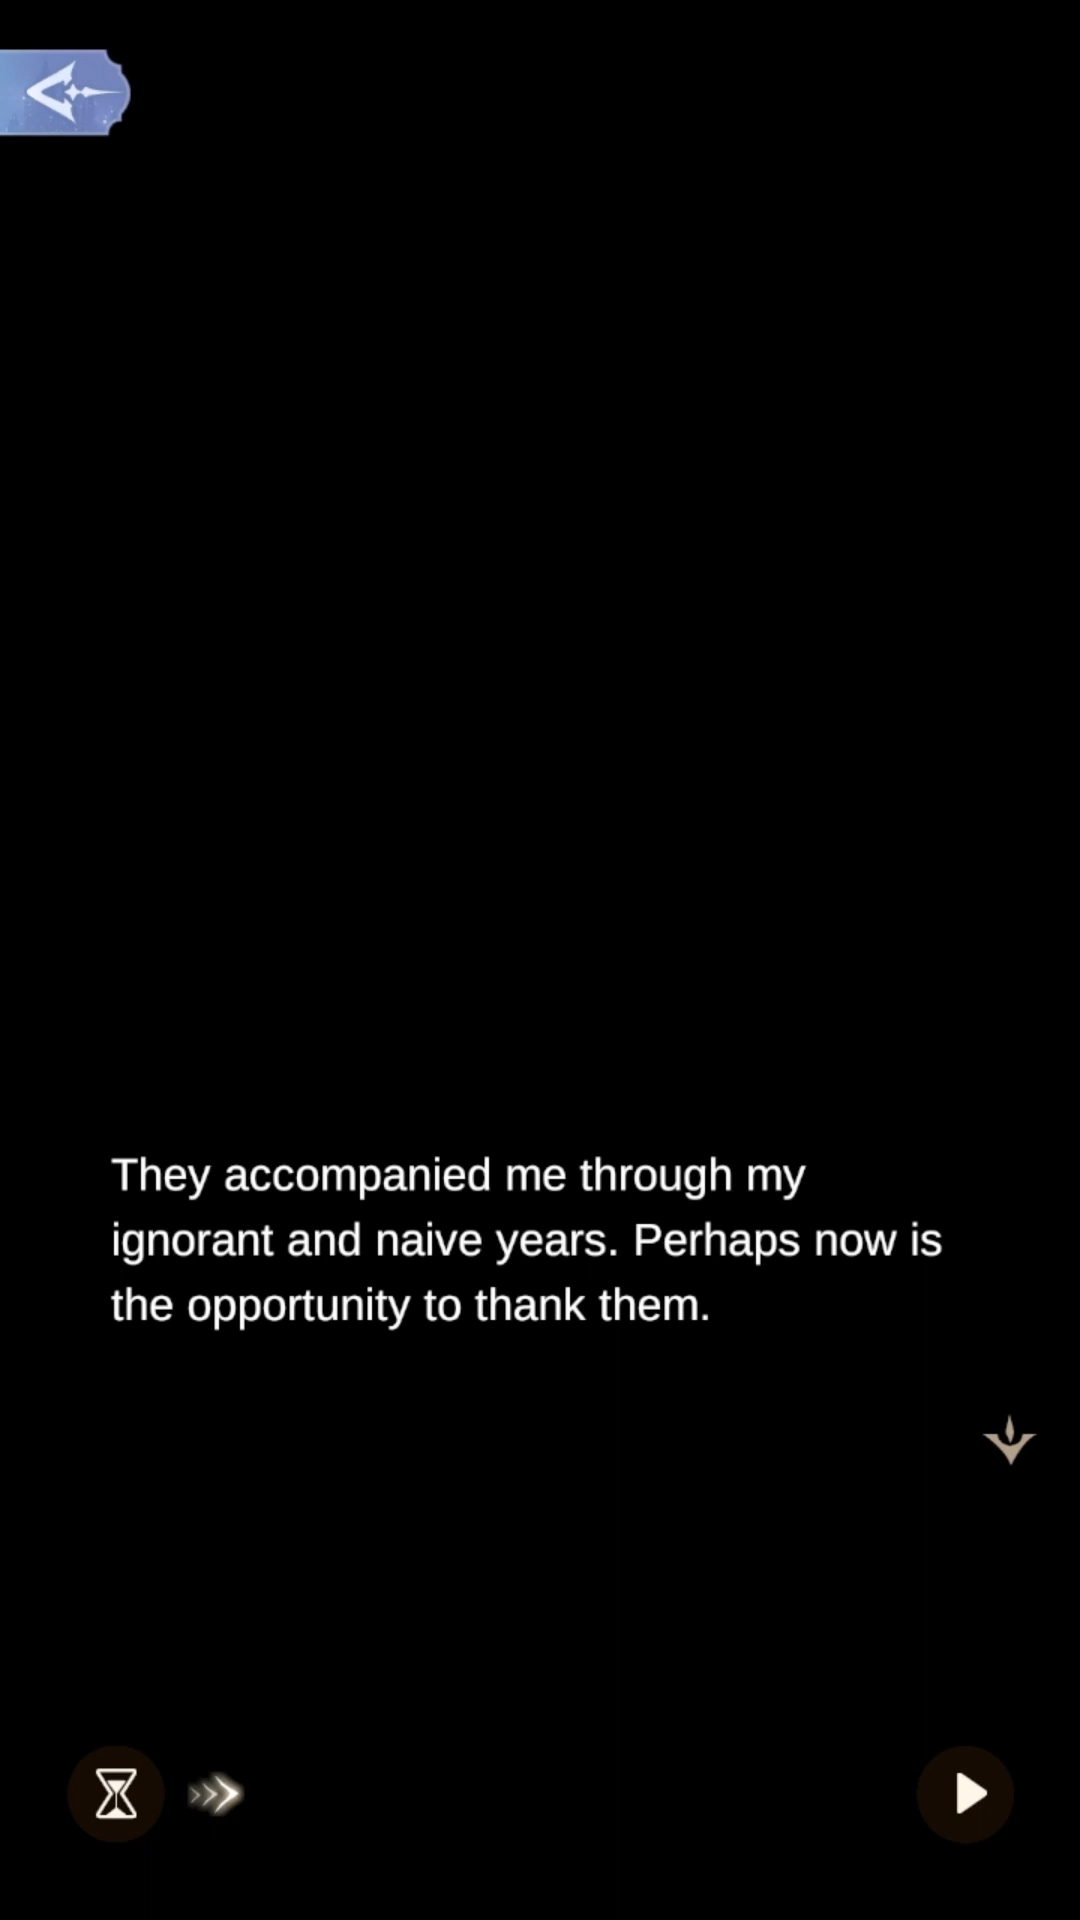 They accompanied me through my
ignorant and naive years. Perhaps now is
the opportunity to thank them.